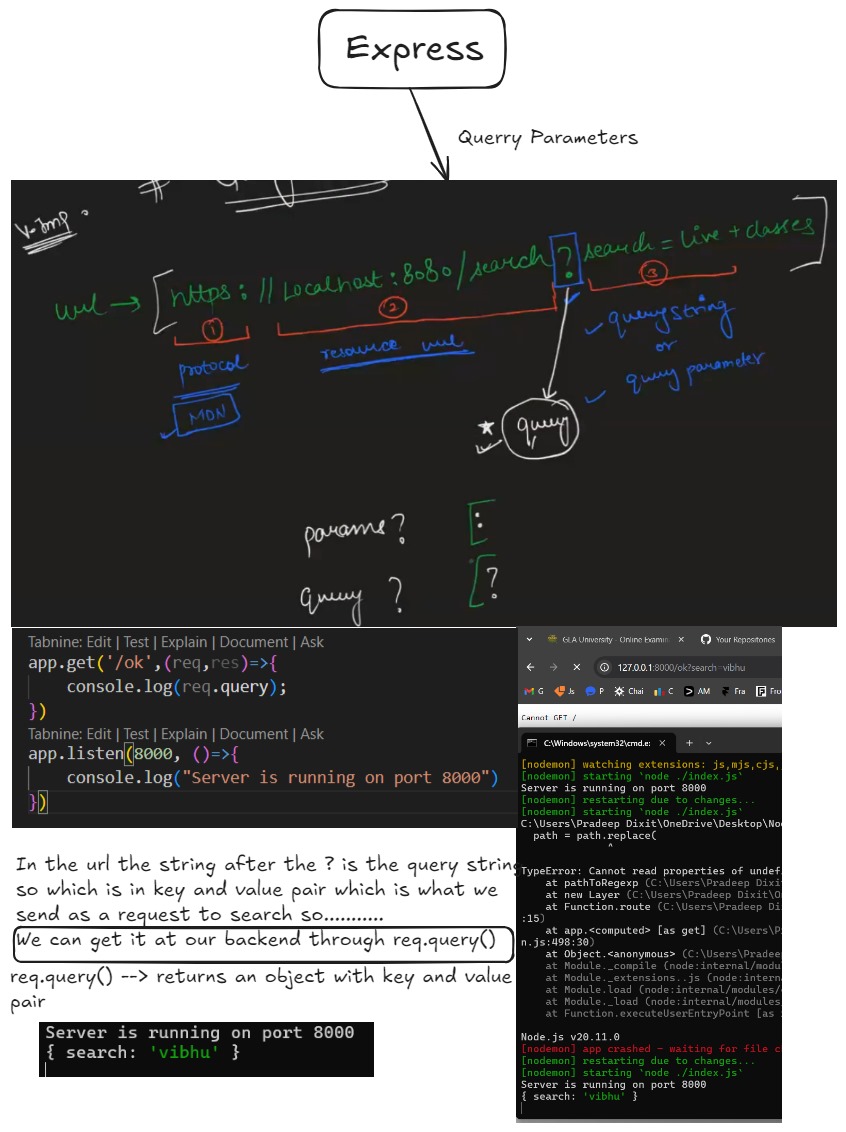 Express
Querry Parameters
V-Imp.
#
url → [https://localhost:8080/search ? search = live + classes]
1
2
3
protocol
MDN
resource url
querystring
or
query parameter
query
params? [:
query ? [?
Tabnine: Edit | Test | Explain | Document | Ask
app.get('/ok',(req,res)=>{
console.log(req.query);
})
Tabnine: Edit | Test | Explain | Document | Ask
app.listen(8000, ()=>{
console.log("Server is running on port 8000")
})
GLA University - Online Examin
Your Repositories
127.0.0.1:8000/ok?search=vibhu
G Js P Chai C AM Fra Fro
Cannot GET /
C:\Windows\system32\cmd.e:
[nodemon] watching extensions: js,mjs,cjs,
[nodemon] starting `node ./index.js`
Server is running on port 8000
[nodemon] restarting due to changes...
[nodemon] starting `node ./index.js`
C:\Users\Pradeep Dixit\OneDrive\Desktop\No
path = path.replace(
^
TypeError: Cannot read properties of undef
at pathToRegexp (C:\Users\Pradeep Dixit
at new Layer (C:\Users\Pradeep Dixit\O
at Function.route (C:\Users\Pradeep Di
:15)
at app.<computed> [as get] (C:\Users\P
n.js:498:30)
at Object.<anonymous> (C:\Users\Pradee
at Module._compile (node:internal/modu
at Module._extensions..js (node:intern
at Module.load (node:internal/modules/
at Module._load (node:internal/modules
at Function.executeUserEntryPoint [as
Node.js v20.11.0
[nodemon] app crashed - waiting for file c
[nodemon] restarting due to changes...
[nodemon] starting `node ./index.js`
Server is running on port 8000
{ search: 'vibhu' }
In the url the string after the ? is the query string
so which is in key and value pair which is what we
send as a request to search so...........
We can get it at our backend through req.query()
req.query() --> returns an object with key and value
pair
Server is running on port 8000
{ search: 'vibhu' }